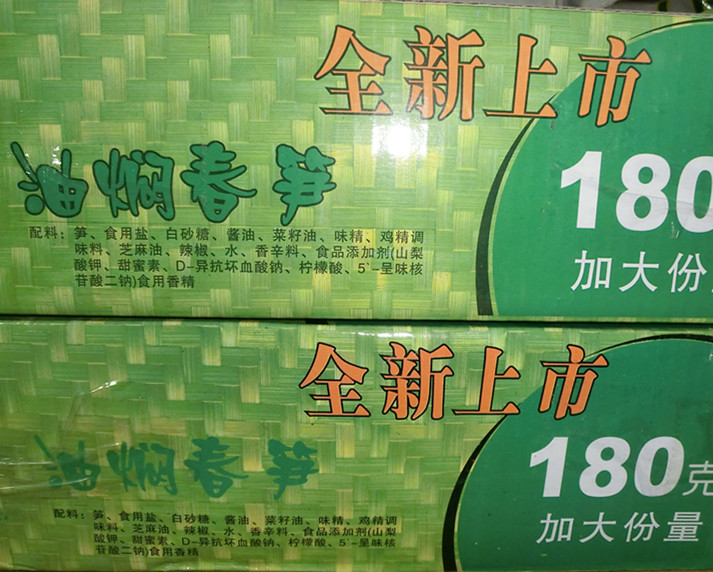 全新上市
油焖春笋
180
配料：笋、食用盐、白砂糖、酱油、菜籽油、味精、鸡精调
味料、芝麻油、辣椒、水、香辛料、食品添加剂(山梨
酸钾、甜蜜素、D-异抗坏血酸钠、柠檬酸、5`-呈味核
苷酸二钠)食用香精
加大份
全新上市
油焖春笋
180克
配料：笋、食用盐、白砂糖、酱油、菜籽油、味精、鸡精调
味料、芝麻油、辣椒、水、香辛料、食品添加剂(山梨
酸钾、甜蜜素、D-异抗坏血酸钠、柠檬酸、5`-呈味核
苷酸二钠)食用香精
加大份量